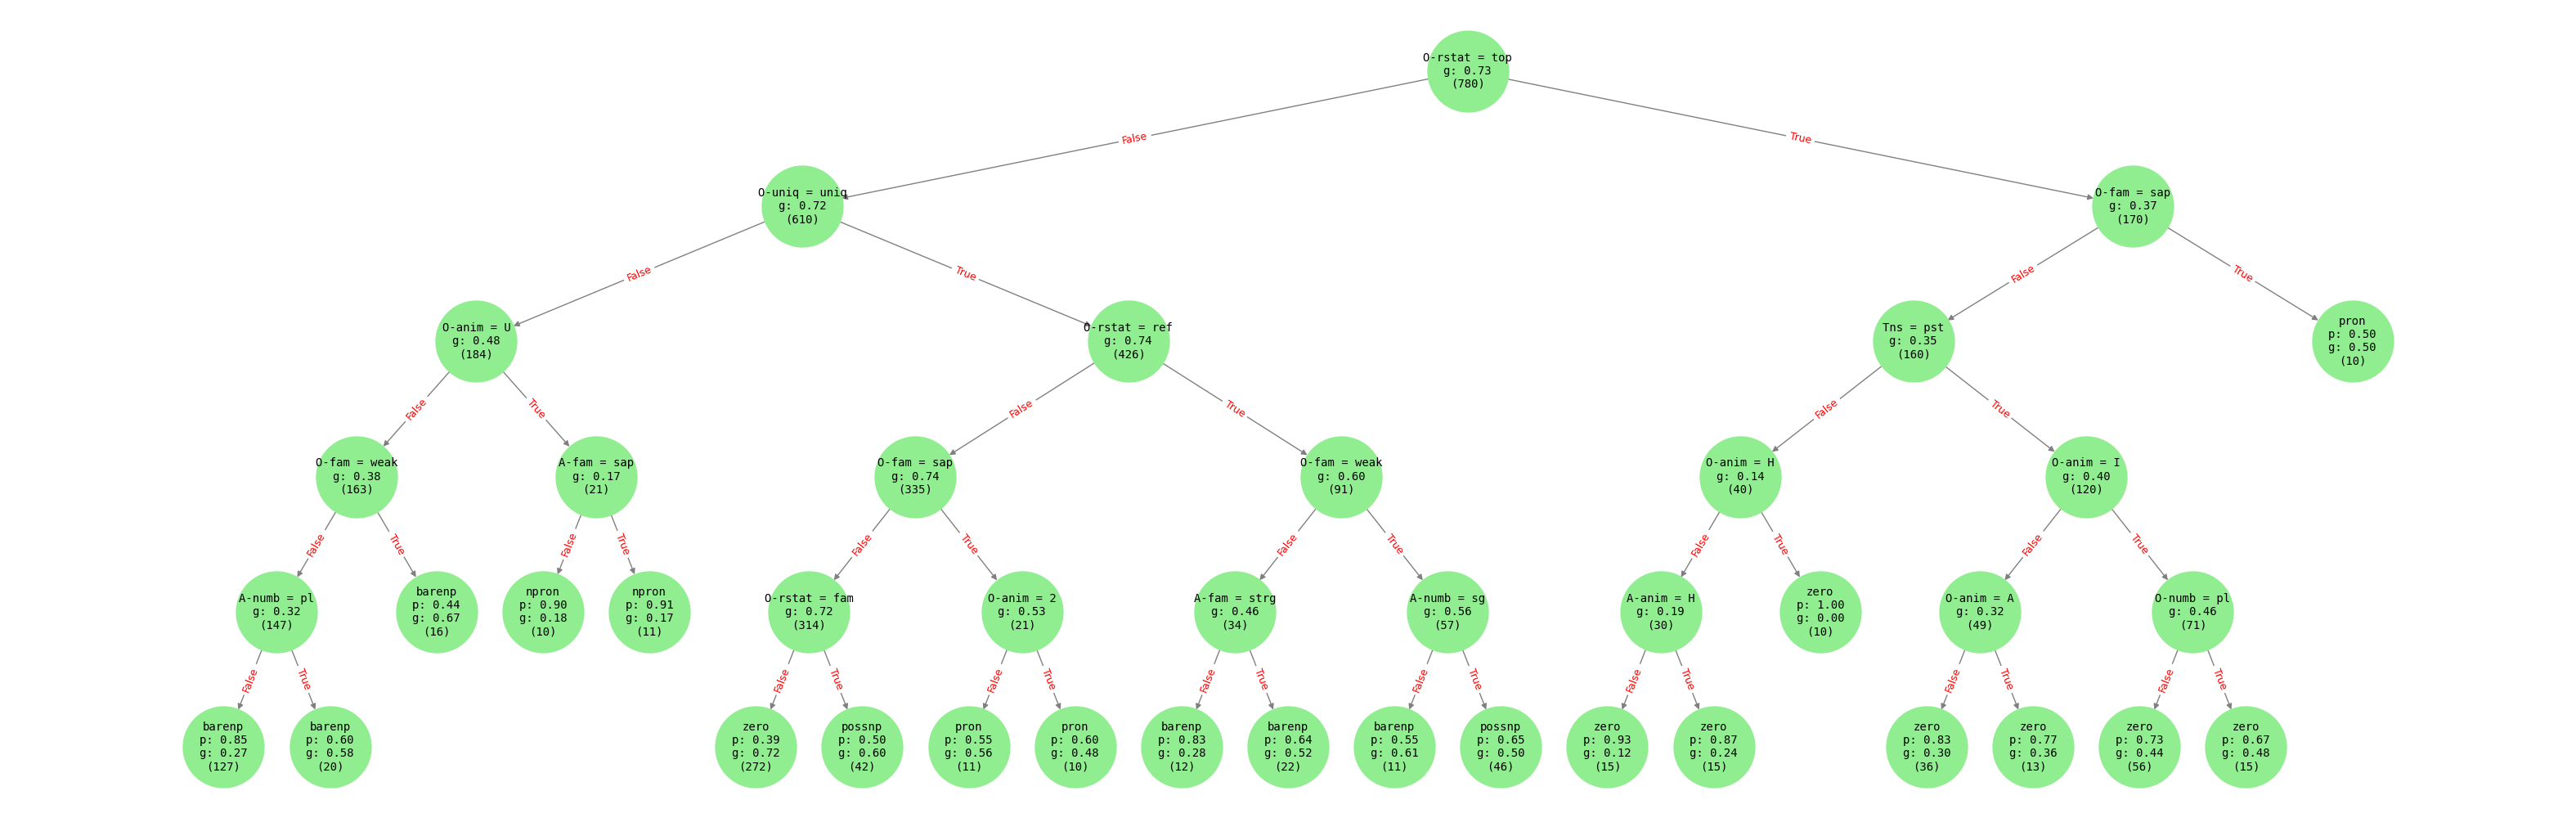 O-rstat = top
g: 0.73
(780)
False
True
O-uniq = uniq
g: 0.72
(610)
O-fam = sap
g: 0.37
(170)
False
True
False
True
O-anim = U
g: 0.48
(184)
O-rstat = ref
g: 0.74
(426)
Tns = pst
g: 0.35
(160)
pron
p: 0.50
g: 0.50
(10)
False
True
False
True
False
True
O-fam = weak
g: 0.38
(163)
A-fam = sap
g: 0.17
(21)
O-fam = sap
g: 0.74
(335)
O-fam = weak
g: 0.60
(91)
O-anim = H
g: 0.14
(40)
O-anim = I
g: 0.40
(120)
False
True
False
True
False
True
False
True
False
True
False
True
A-numb = pl
g: 0.32
(147)
barenp
p: 0.44
g: 0.67
(16)
npron
p: 0.90
g: 0.18
(10)
npron
p: 0.91
g: 0.17
(11)
O-rstat = fam
g: 0.72
(314)
O-anim = 2
g: 0.53
(21)
A-fam = strg
g: 0.46
(34)
A-numb = sg
g: 0.56
(57)
A-anim = H
g: 0.19
(30)
zero
p: 1.00
g: 0.00
(10)
O-anim = A
g: 0.32
(49)
O-numb = pl
g: 0.46
(71)
False
True
False
True
False
True
False
True
False
True
False
True
False
True
False
True
barenp
p: 0.85
g: 0.27
(127)
barenp
p: 0.60
g: 0.58
(20)
zero
p: 0.39
g: 0.72
(272)
possnp
p: 0.50
g: 0.60
(42)
pron
p: 0.55
g: 0.56
(11)
pron
p: 0.60
g: 0.48
(10)
barenp
p: 0.83
g: 0.28
(12)
barenp
p: 0.64
g: 0.52
(22)
barenp
p: 0.55
g: 0.61
(11)
possnp
p: 0.65
g: 0.50
(46)
zero
p: 0.93
g: 0.12
(15)
zero
p: 0.87
g: 0.24
(15)
zero
p: 0.83
g: 0.30
(36)
zero
p: 0.77
g: 0.36
(13)
zero
p: 0.73
g: 0.44
(56)
zero
p: 0.67
g: 0.48
(15)